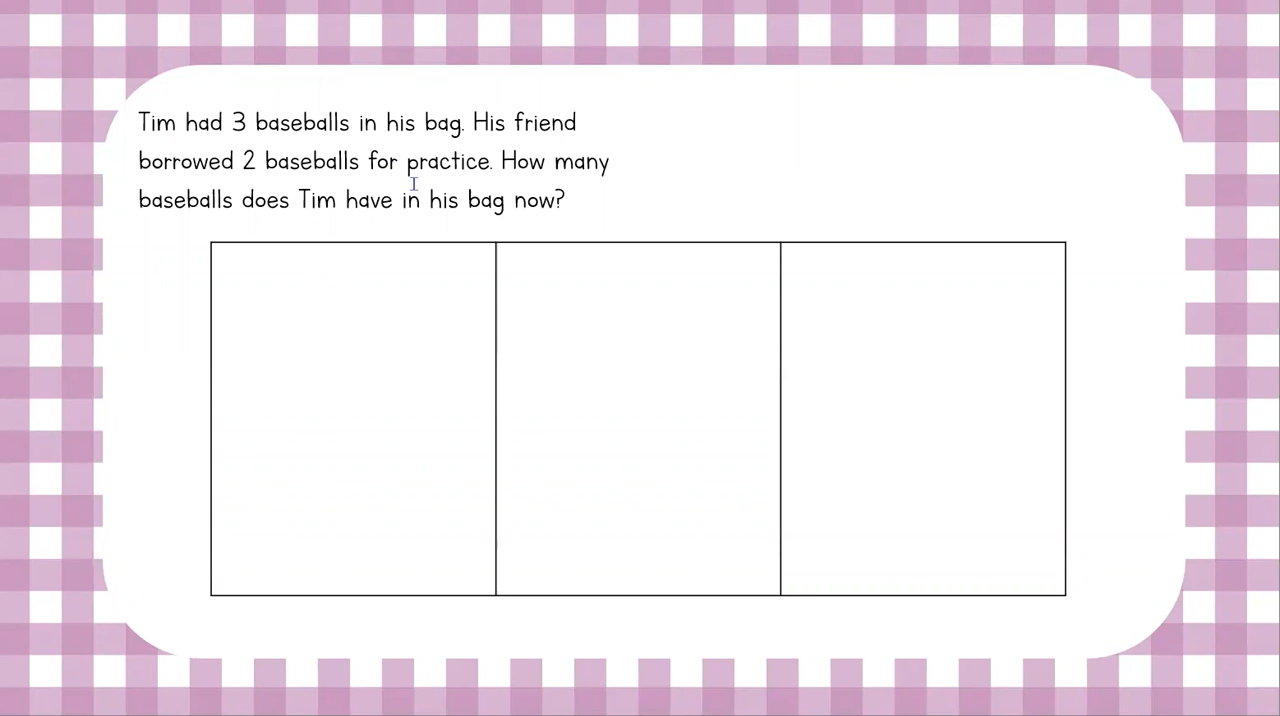 Tim had 3 baseballs in his bag. His friend
borrowed 2 baseballs for practice. How many
baseballs does Tim have in his bag now?